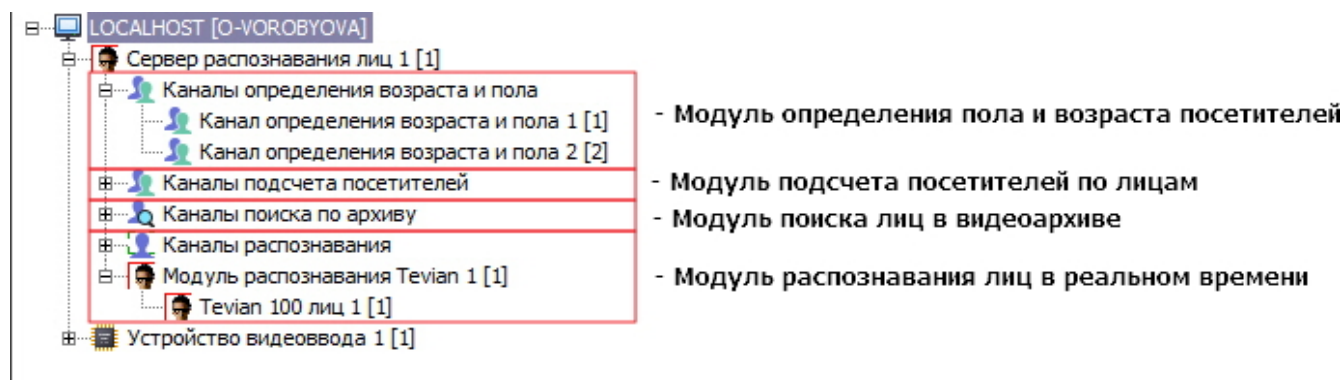 LOCALHOST [O-VOROBYOVA]
Сервер распознавания лиц 1 [1]
Каналы определения возраста и пола
Канал определения возраста и пола 1 [1] - Модуль определения пола и возраста посетителей
Канал определения возраста и пола 2 [2]
Каналы подсчета посетителей - Модуль подсчета посетителей по лицам
Каналы поиска по архиву - Модуль поиска лиц в видеоархиве
Каналы распознавания
Модуль распознавания Tevian 1 [1] - Модуль распознавания лиц в реальном времени
Tevian 100 лиц 1 [1]
Устройство видеоввода 1 [1]